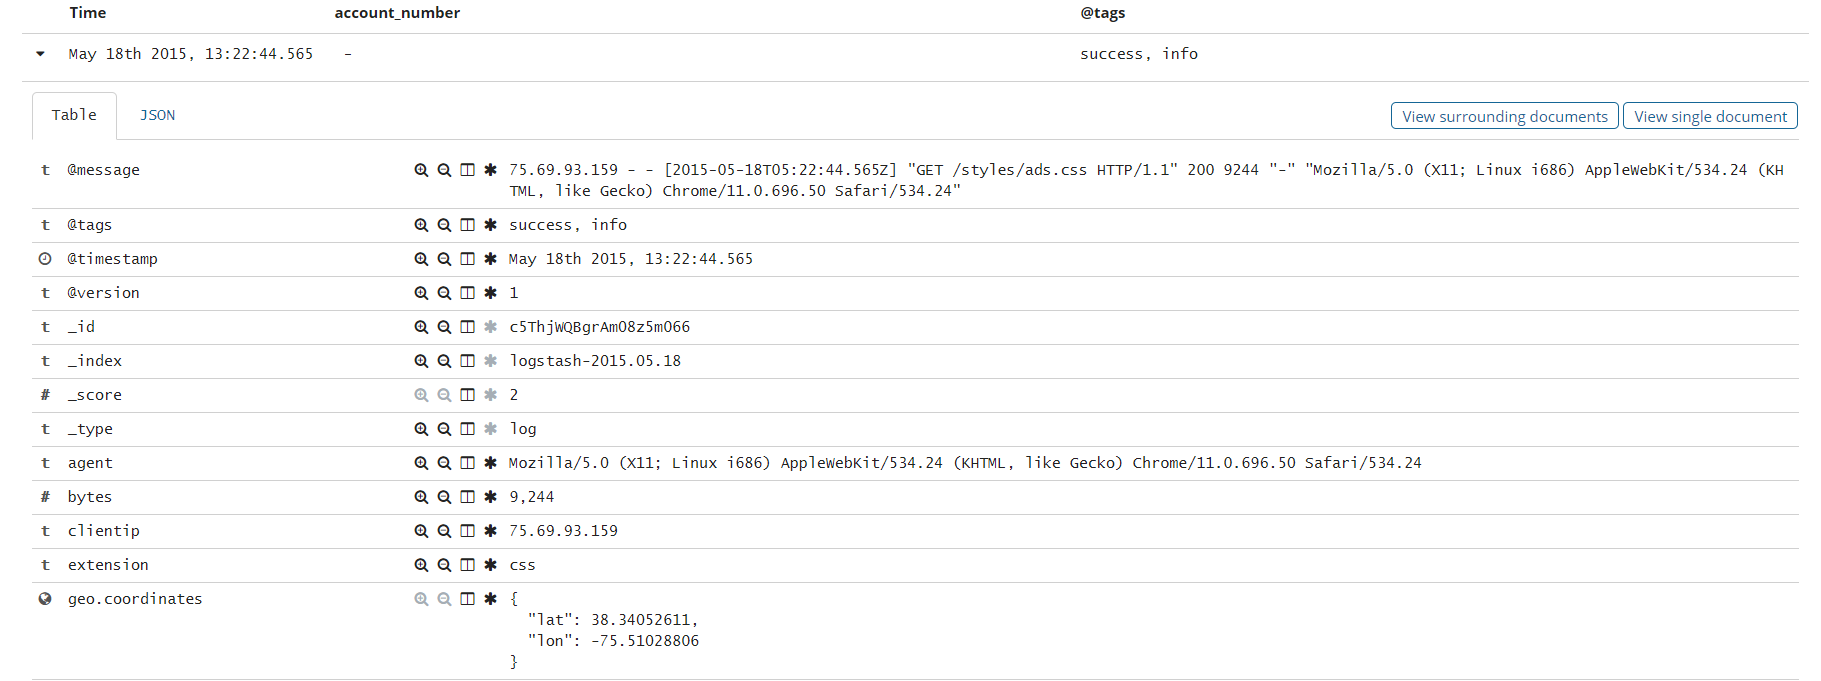 Time account_number @tags
May 18th 2015, 13:22:44.565 - success, info
Table JSON View surrounding documents View single document
t @message 75.69.93.159 - - [2015-05-18T05:22:44.565Z] "GET /styles/ads.css HTTP/1.1" 200 9244 "-" "Mozilla/5.0 (X11; Linux i686) AppleWebKit/534.24 (KH
TML, like Gecko) Chrome/11.0.696.50 Safari/534.24"
t @tags success, info
@timestamp May 18th 2015, 13:22:44.565
t @version 1
t _id c5ThjWQBgrAm08z5m066
t _index logstash-2015.05.18
# _score 2
t _type log
t agent Mozilla/5.0 (X11; Linux i686) AppleWebKit/534.24 (KHTML, like Gecko) Chrome/11.0.696.50 Safari/534.24
# bytes 9,244
t clientip 75.69.93.159
t extension css
geo.coordinates {
"lat": 38.34052611,
"lon": -75.51028806
}